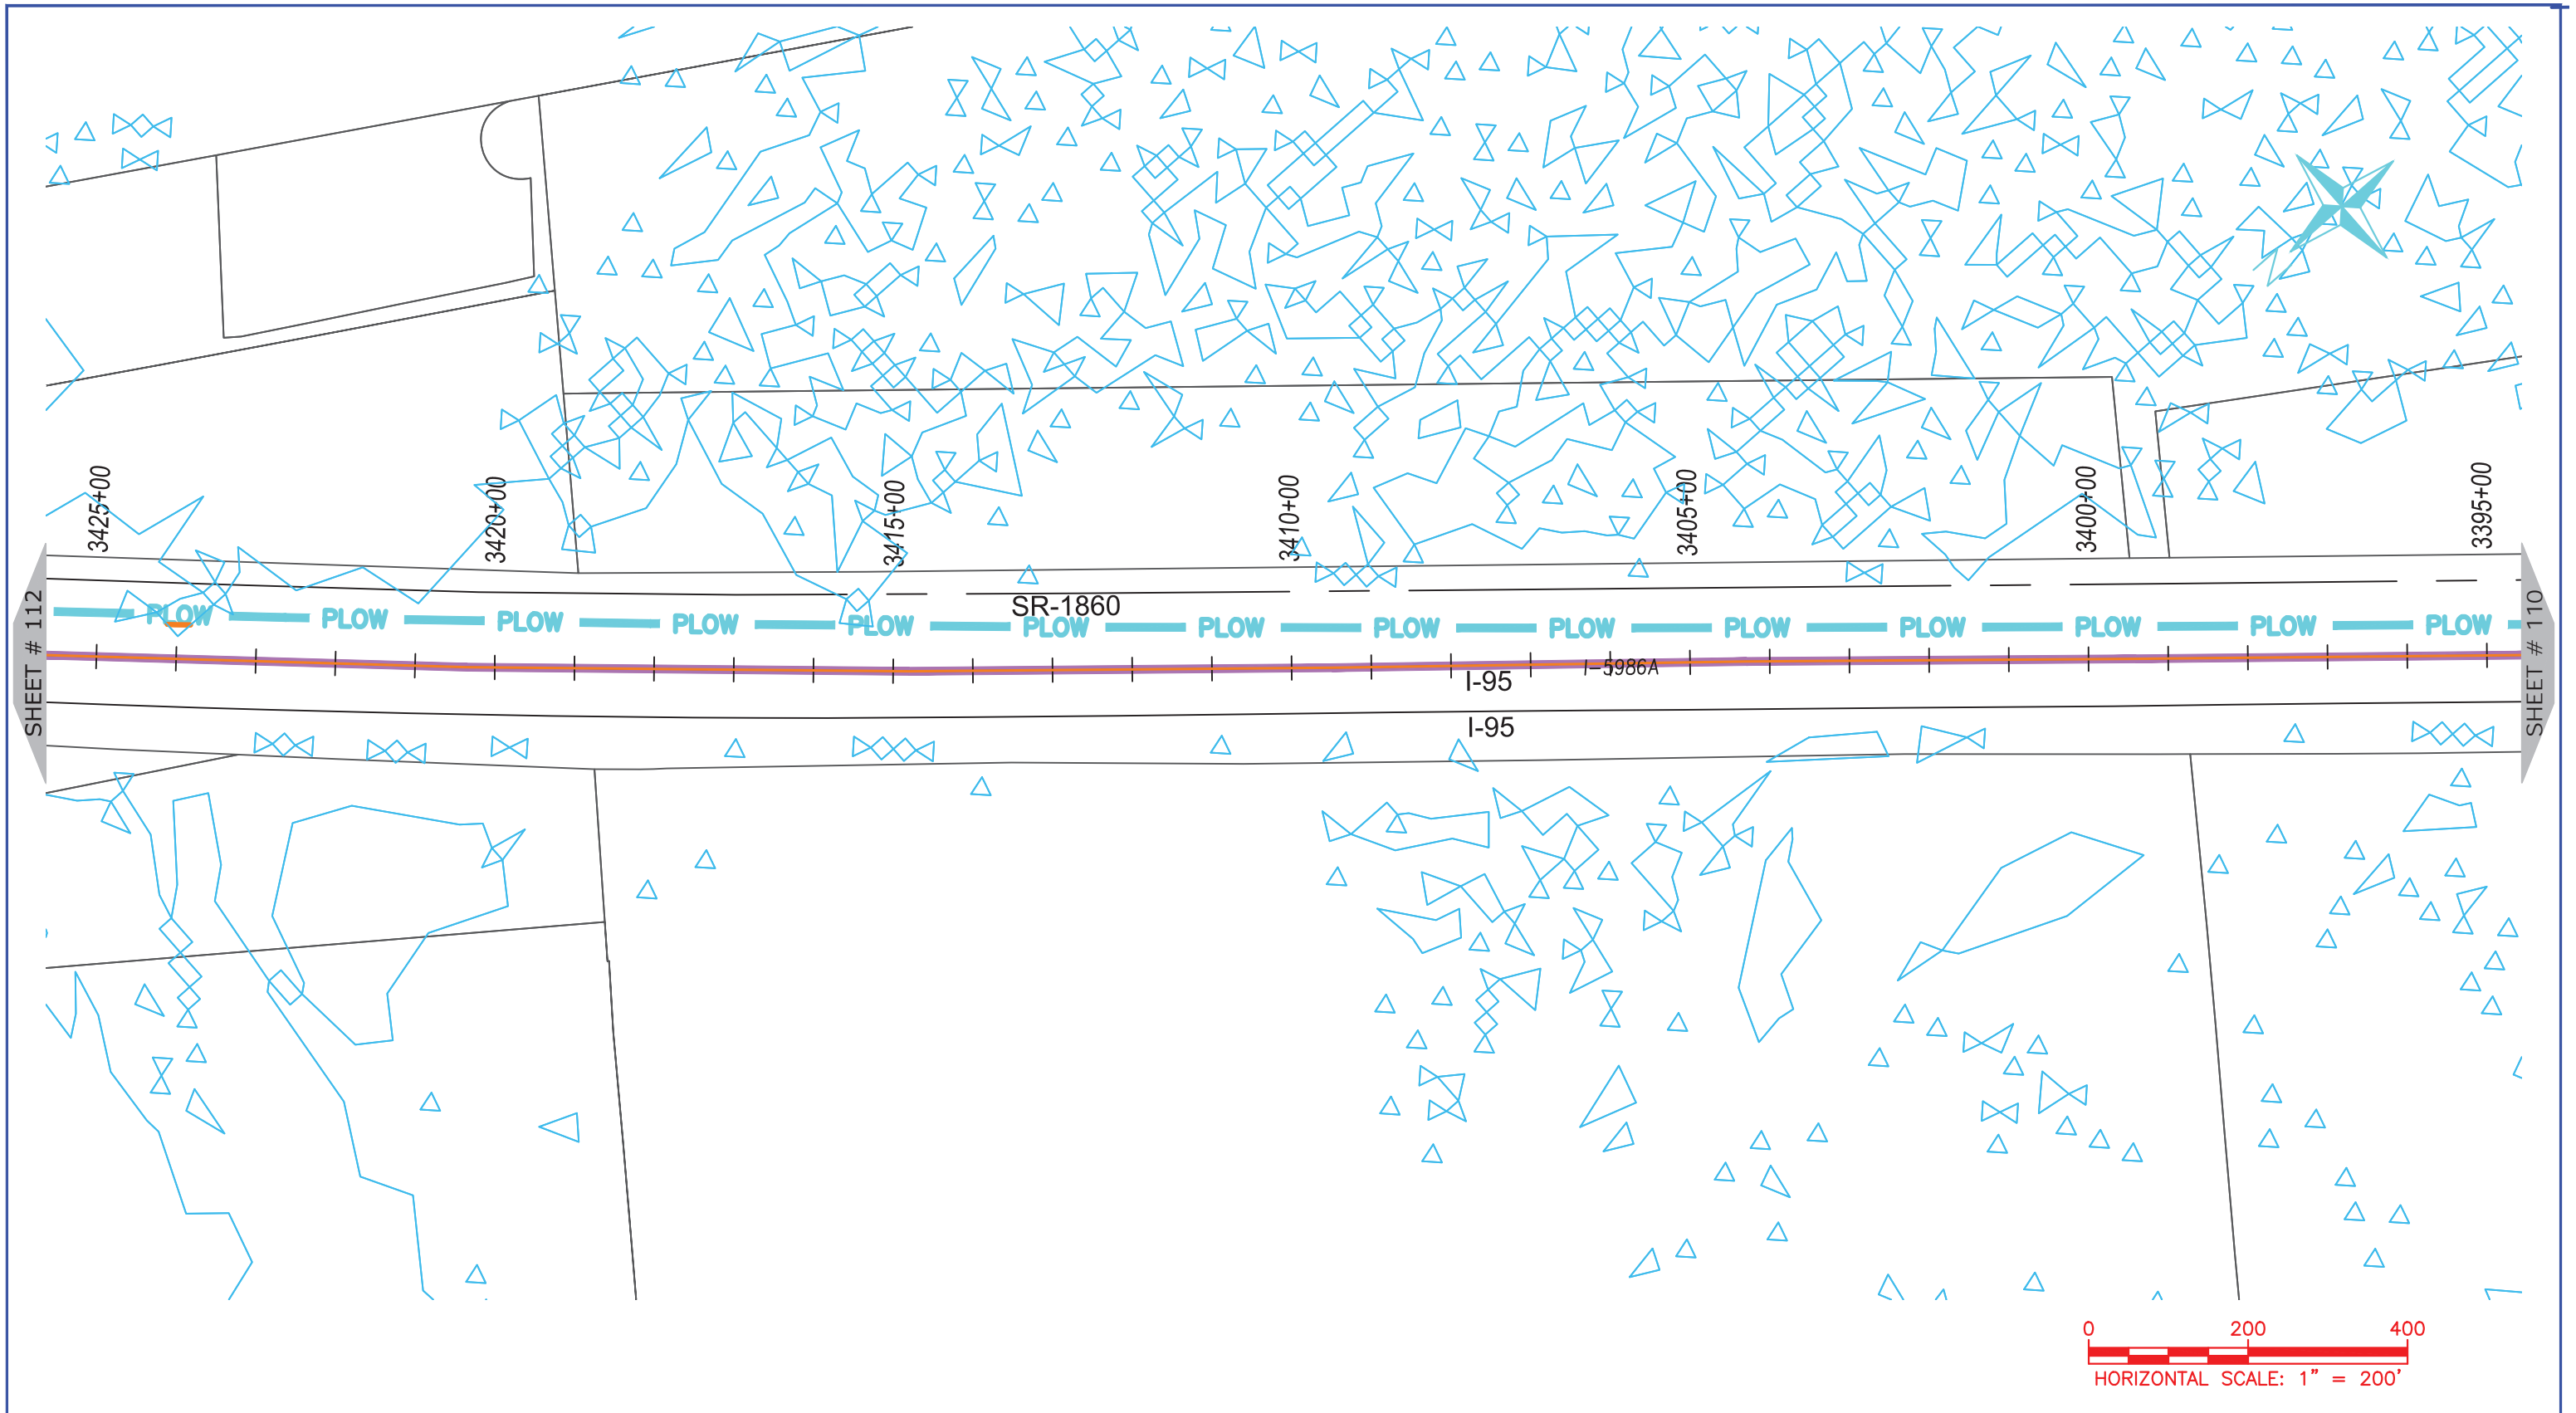 3425+00
3420+00
3415+00
3410+00
3405+00
3400+00
3395+00
SHEET # 112
SHEET # 110
SR-1860
PLOW PLOW PLOW PLOW PLOW PLOW PLOW PLOW PLOW PLOW PLOW PLOW PLOW PLOW
I-5986A
I-95
I-95
0 200 400
HORIZONTAL SCALE: 1" = 200'